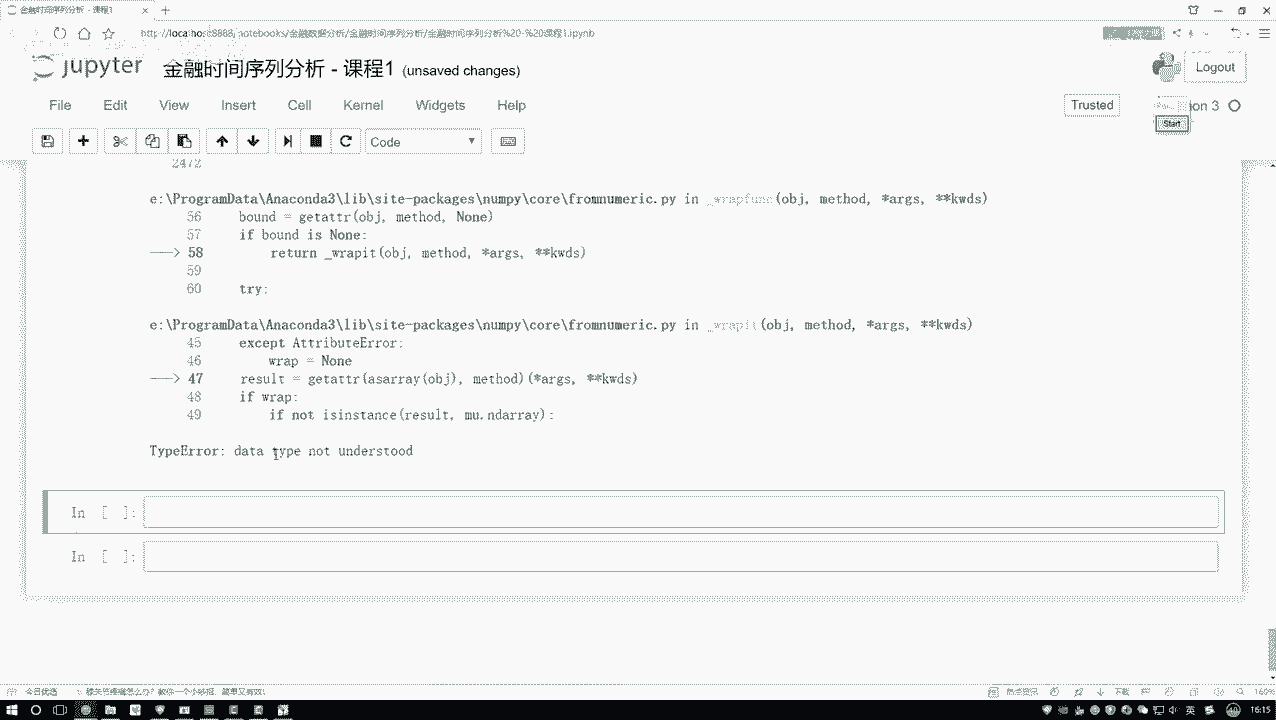 金融时间序列分析 - 课程1
http://localhost:8888/notebooks/金融数据分析/金融时间序列分析/金融时间序列分析%20-%20课程1.ipynb
jupyter 金融时间序列分析 - 课程1 (unsaved changes) Logout
File Edit View Insert Cell Kernel Widgets Help Trusted
Start
Code
2472
e:\ProgramData\Anaconda3\lib\site-packages\numpy\core\fromnumeric.py in _wrapfunc(obj, method, *args, **kwds)
56 bound = getattr(obj, method, None)
57 if bound is None:
---> 58 return _wrapit(obj, method, *args, **kwds)
59
60 try:
e:\ProgramData\Anaconda3\lib\site-packages\numpy\core\fromnumeric.py in _wrapit(obj, method, *args, **kwds)
45 except AttributeError:
46 wrap = None
---> 47 result = getattr(asarray(obj), method)(*args, **kwds)
48 if wrap:
49 if not isinstance(result, mu.ndarray):
TypeError: data type not understood
In [ ]:
In [ ]:
今日优选
热点资讯 下载 160%
英 16:15